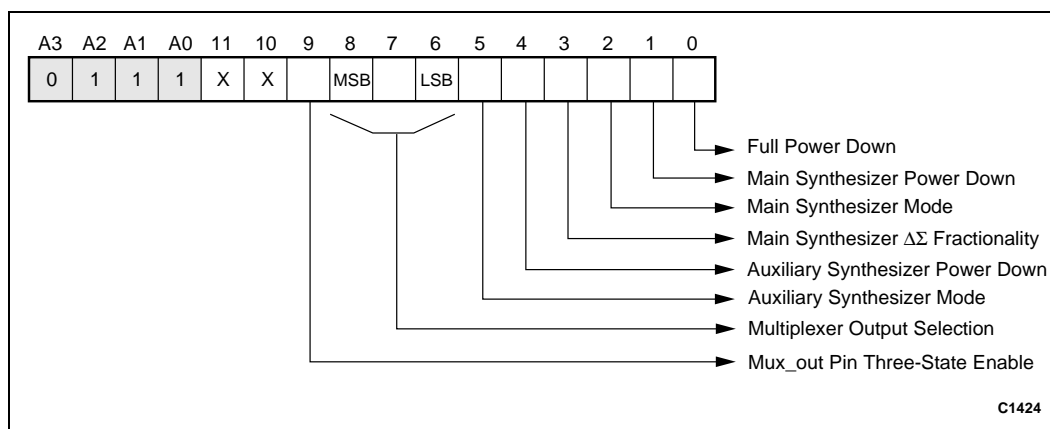 A3 A2 A1 A0 11 10 9 8 7 6 5 4 3 2 1 0
0 1 1 1 X X MSB LSB
Full Power Down
Main Synthesizer Power Down
Main Synthesizer Mode
Main Synthesizer ΔΣ Fractionality
Auxiliary Synthesizer Power Down
Auxiliary Synthesizer Mode
Multiplexer Output Selection
Mux_out Pin Three-State Enable
C1424